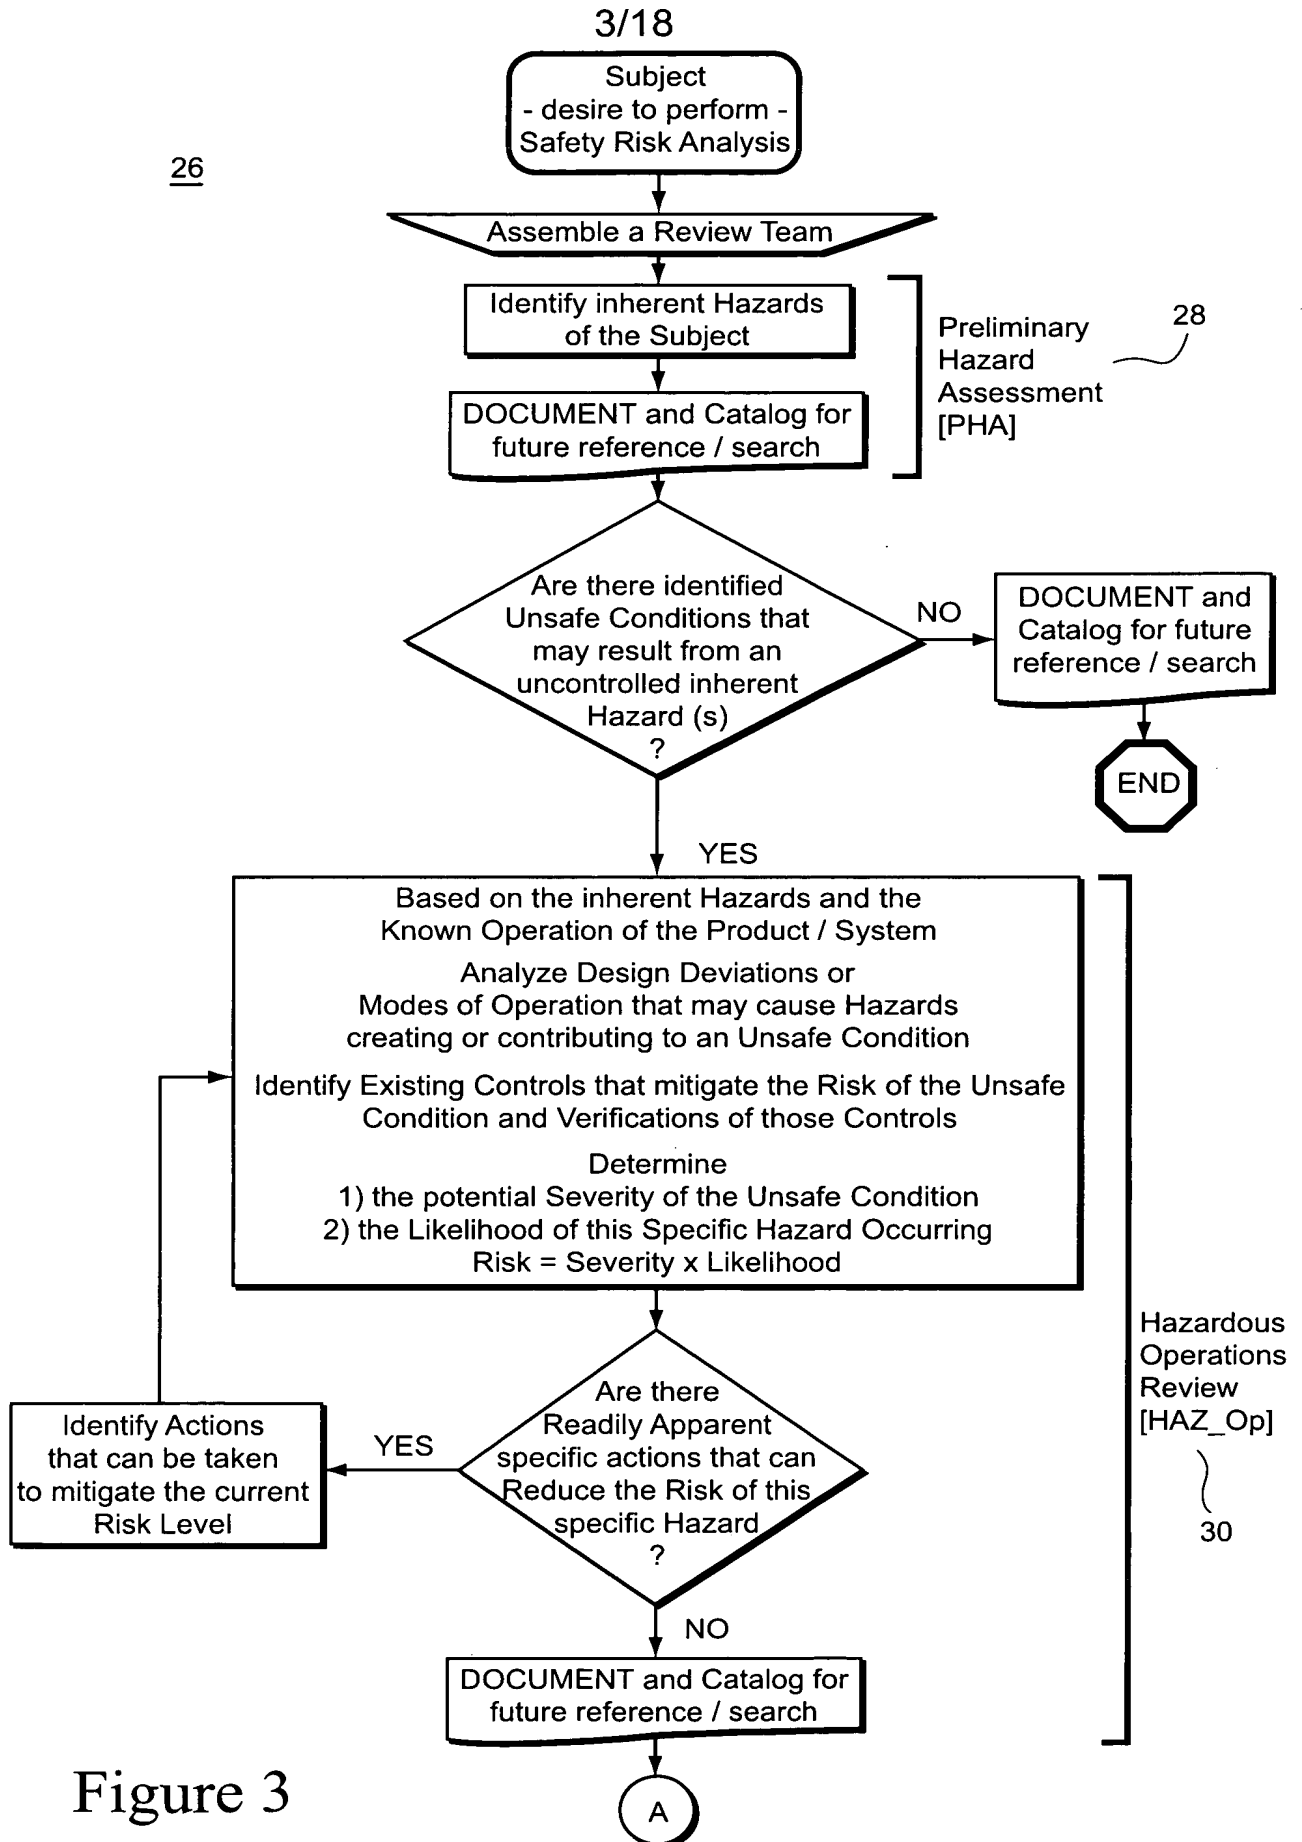 3/18
Subject
- desire to perform -
Safety Risk Analysis
26
Assemble a Review Team
Identify inherent Hazards
of the Subject
Preliminary
Hazard
Assessment
[PHA]
28
DOCUMENT and Catalog for
future reference / search
Are there identified
Unsafe Conditions that
may result from an
uncontrolled inherent
Hazard (s)
?
NO
DOCUMENT and
Catalog for future
reference / search
END
YES
Based on the inherent Hazards and the
Known Operation of the Product / System
Analyze Design Deviations or
Modes of Operation that may cause Hazards
creating or contributing to an Unsafe Condition
Identify Existing Controls that mitigate the Risk of the Unsafe
Condition and Verifications of those Controls
Determine
1) the potential Severity of the Unsafe Condition
2) the Likelihood of this Specific Hazard Occurring
Risk = Severity x Likelihood
Hazardous
Operations
Review
[HAZ_Op]
30
Are there
Readily Apparent
specific actions that can
Reduce the Risk of this
specific Hazard
?
YES
Identify Actions
that can be taken
to mitigate the current
Risk Level
NO
DOCUMENT and Catalog for
future reference / search
A
Figure 3